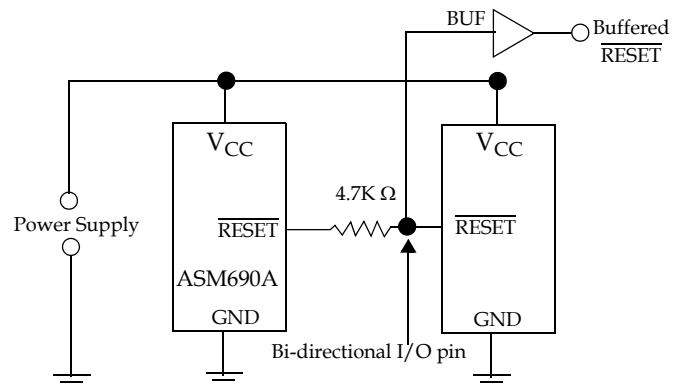 BUF
Buffered
RESET
VCC
VCC
4.7K Ω
Power Supply
RESET
RESET
ASM690A
GND
GND
Bi-directional I/O pin